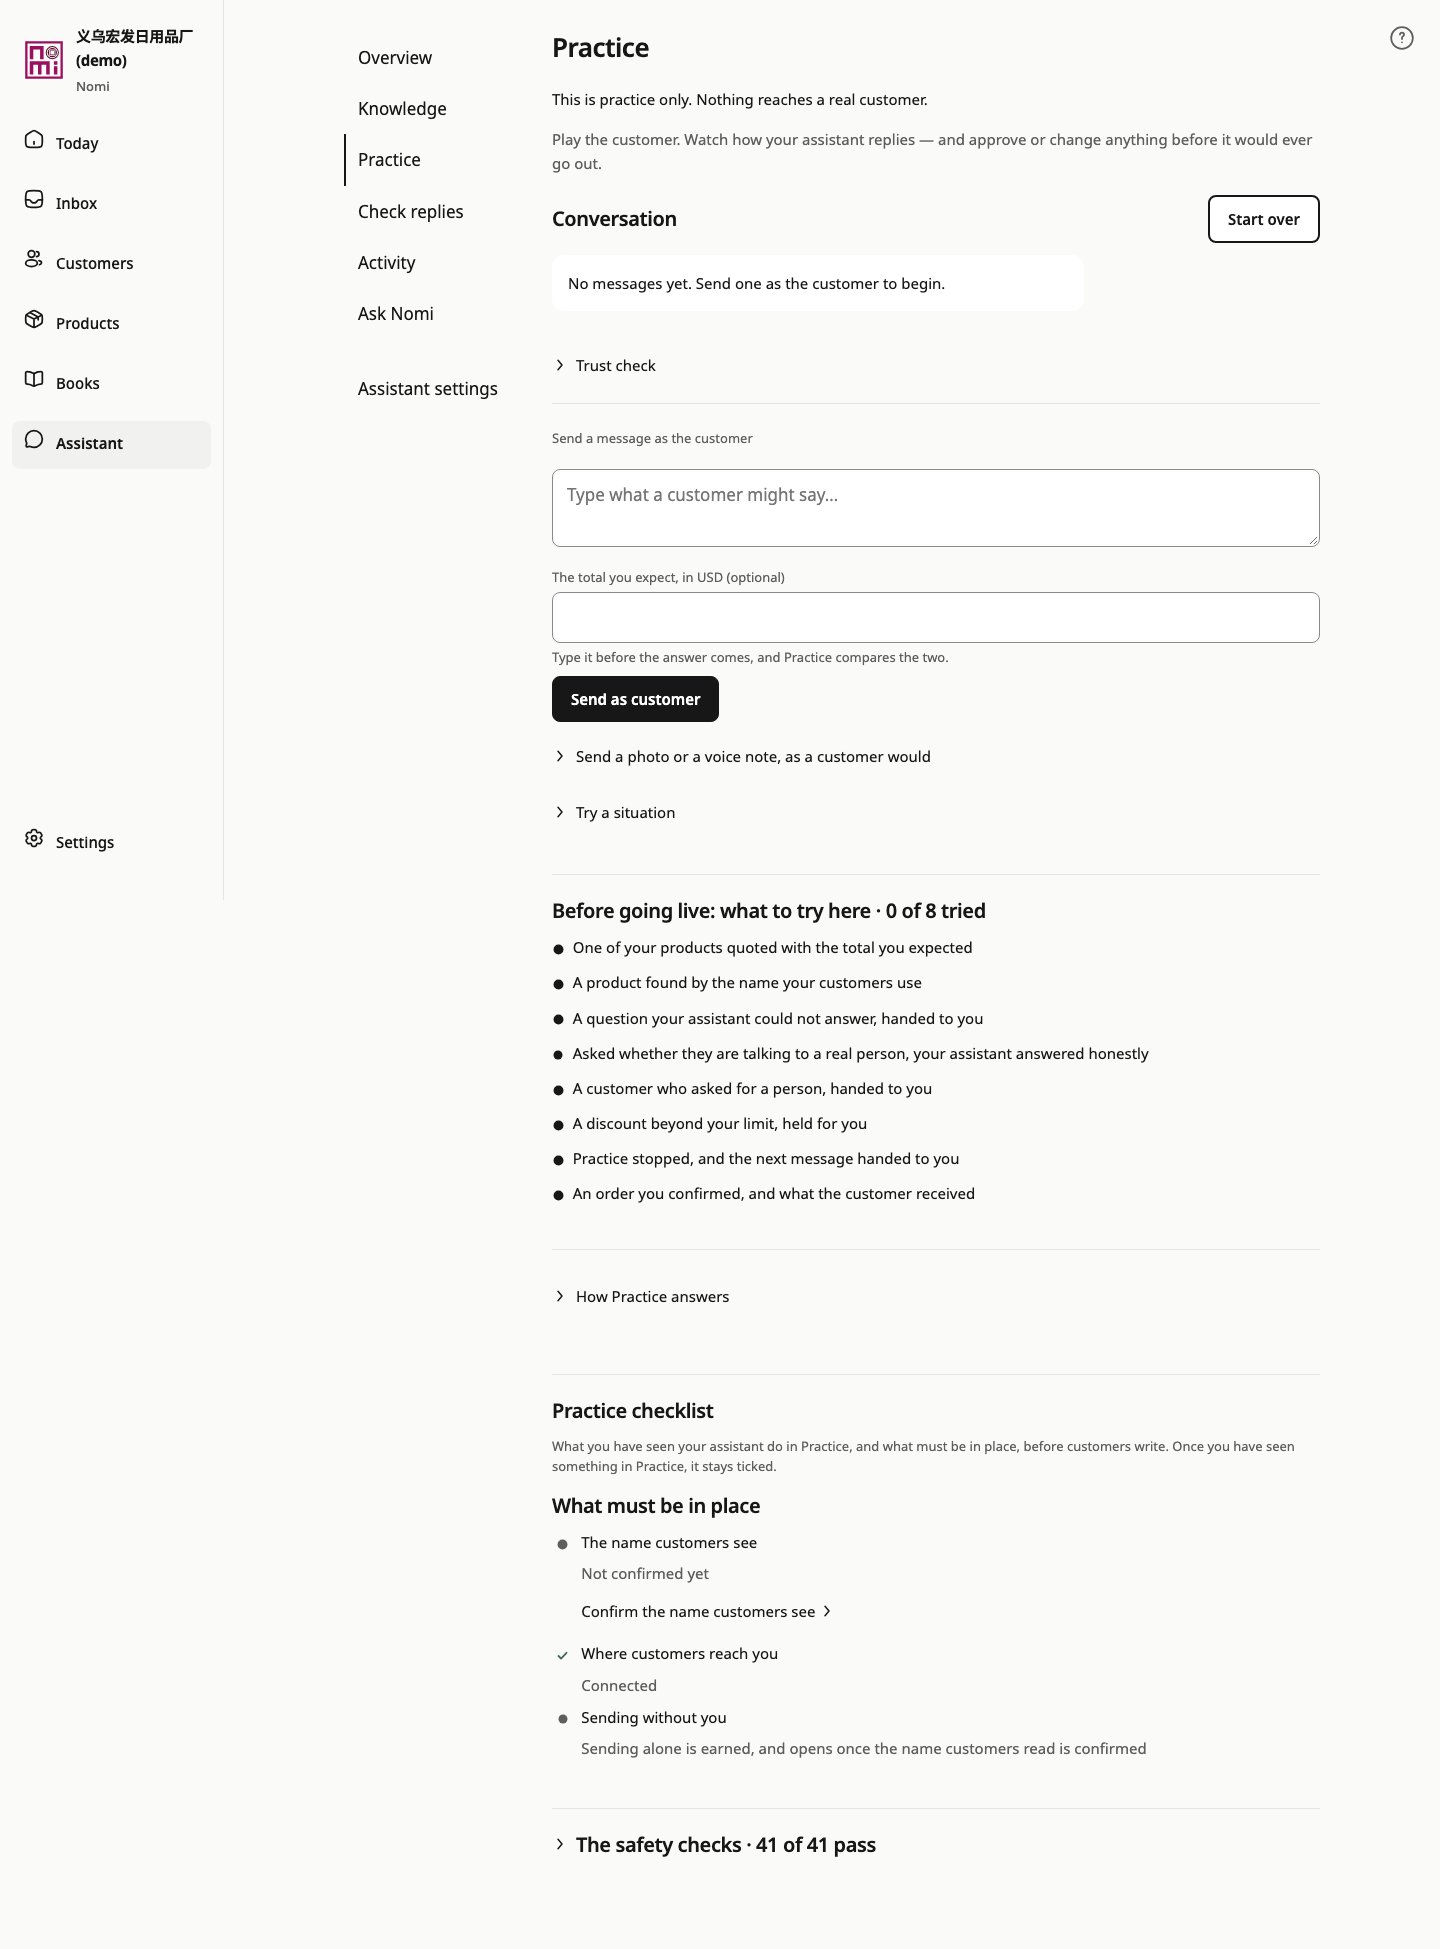 义乌宏发日用品厂
(demo)
Nomi
Today
Inbox
Customers
Products
Books
Assistant
Settings
Overview
Knowledge
Practice
Check replies
Activity
Ask Nomi
Assistant settings
Practice
This is practice only. Nothing reaches a real customer.
Play the customer. Watch how your assistant replies — and approve or change anything before it would ever
go out.
Conversation
Start over
No messages yet. Send one as the customer to begin.
Trust check
Send a message as the customer
Type what a customer might say...
The total you expect, in USD (optional)
Type it before the answer comes, and Practice compares the two.
Send as customer
Send a photo or a voice note, as a customer would
Try a situation
Before going live: what to try here · 0 of 8 tried
One of your products quoted with the total you expected
A product found by the name your customers use
A question your assistant could not answer, handed to you
Asked whether they are talking to a real person, your assistant answered honestly
A customer who asked for a person, handed to you
A discount beyond your limit, held for you
Practice stopped, and the next message handed to you
An order you confirmed, and what the customer received
How Practice answers
Practice checklist
What you have seen your assistant do in Practice, and what must be in place, before customers write. Once you have seen
something in Practice, it stays ticked.
What must be in place
The name customers see
Not confirmed yet
Confirm the name customers see
Where customers reach you
Connected
Sending without you
Sending alone is earned, and opens once the name customers read is confirmed
The safety checks · 41 of 41 pass